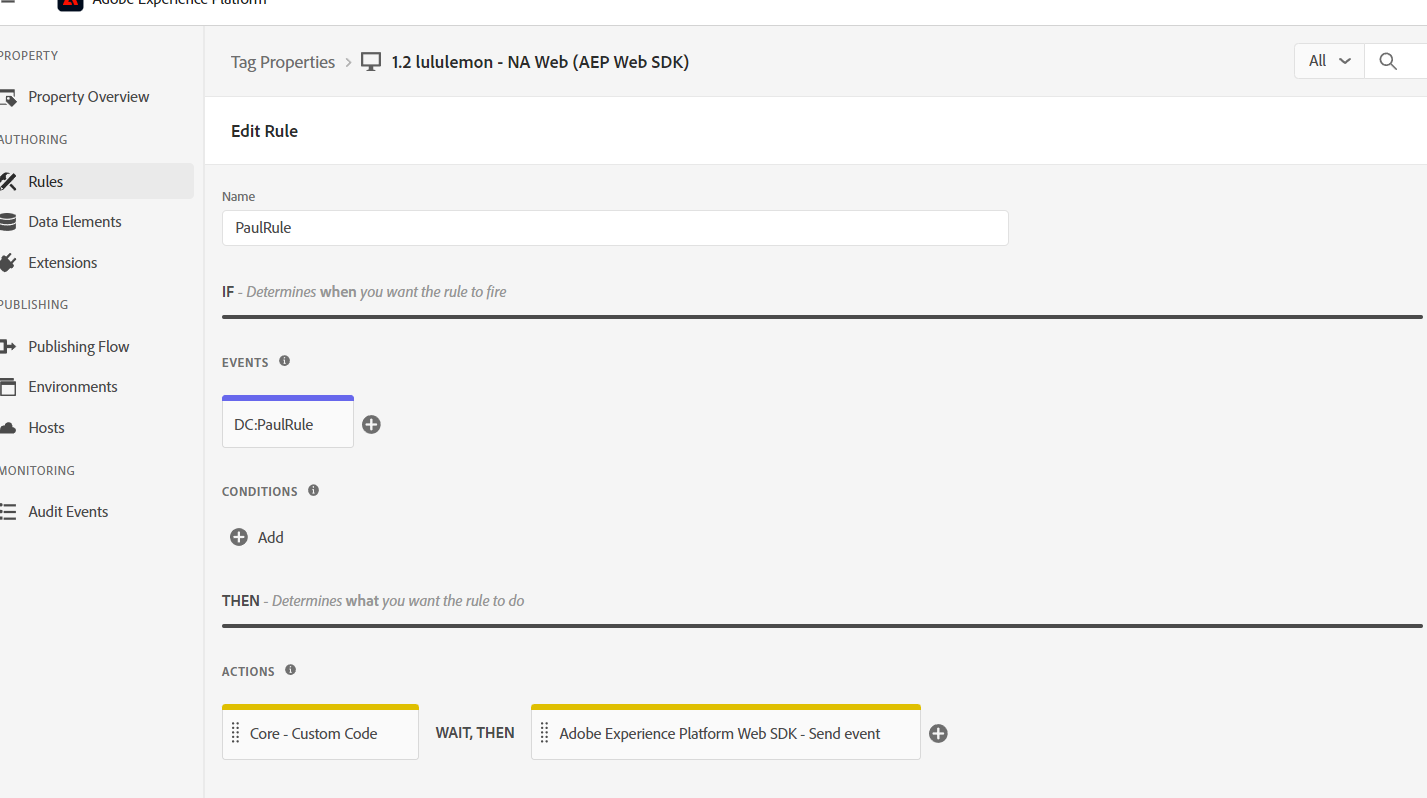 Adobe Experience Platform
PROPERTY
Property Overview
AUTHORING
Rules
Data Elements
Extensions
PUBLISHING
Publishing Flow
Environments
Hosts
MONITORING
Audit Events
Tag Properties > 1.2 lululemon - NA Web (AEP Web SDK)
All
Edit Rule
Name
PaulRule
IF - Determines when you want the rule to fire
EVENTS
DC:PaulRule
CONDITIONS
Add
THEN - Determines what you want the rule to do
ACTIONS
Core - Custom Code WAIT, THEN Adobe Experience Platform Web SDK - Send event